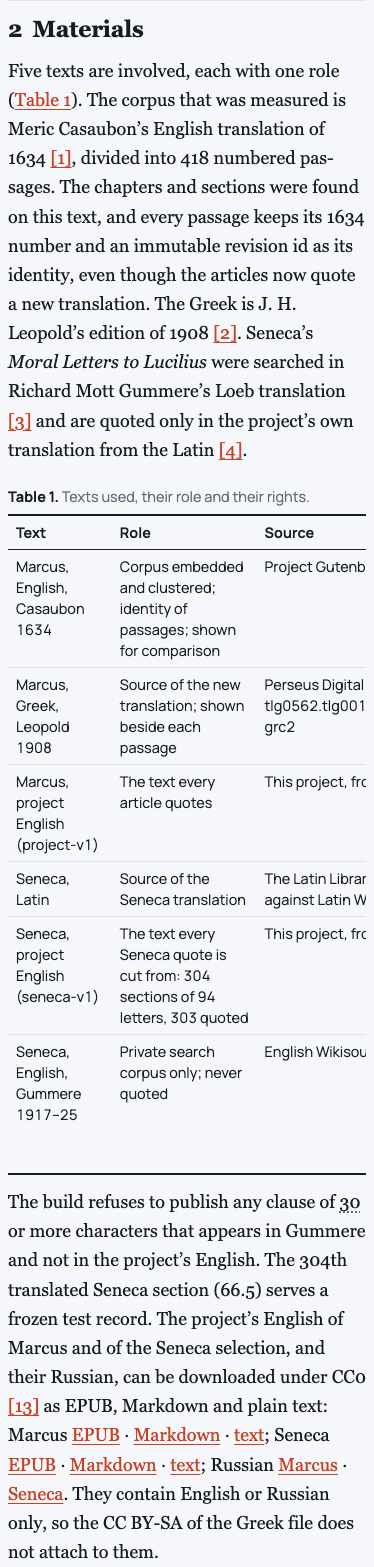 2 Materials
Five texts are involved, each with one role
(Table 1). The corpus that was measured is
Meric Casaubon’s English translation of
1634 [1], divided into 418 numbered pas-
sages. The chapters and sections were found
on this text, and every passage keeps its 1634
number and an immutable revision id as its
identity, even though the articles now quote
a new translation. The Greek is J. H.
Leopold’s edition of 1908 [2]. Seneca’s
Moral Letters to Lucilius were searched in
Richard Mott Gummere’s Loeb translation
[3] and are quoted only in the project’s own
translation from the Latin [4].
Table 1. Texts used, their role and their rights.
Text Role Source
Marcus, English, Casaubon 1634
Corpus embedded and clustered; identity of passages; shown for comparison
Project Gutenb
Marcus, Greek, Leopold 1908
Source of the new translation; shown beside each passage
Perseus Digital
tlg0562.tlg001
grc2
Marcus, project English (project-v1)
The text every article quotes
This project, fro
Seneca, Latin
Source of the Seneca translation
The Latin Librar
against Latin W
Seneca, project English (seneca-v1)
The text every Seneca quote is cut from: 304 sections of 94 letters, 303 quoted
This project, fro
Seneca, English, Gummere 1917–25
Private search corpus only; never quoted
English Wikisou
The build refuses to publish any clause of 30
or more characters that appears in Gummere
and not in the project’s English. The 304th
translated Seneca section (66.5) serves a
frozen test record. The project’s English of
Marcus and of the Seneca selection, and
their Russian, can be downloaded under CC0
[13] as EPUB, Markdown and plain text:
Marcus EPUB · Markdown · text; Seneca
EPUB · Markdown · text; Russian Marcus ·
Seneca. They contain English or Russian
only, so the CC BY-SA of the Greek file does
not attach to them.